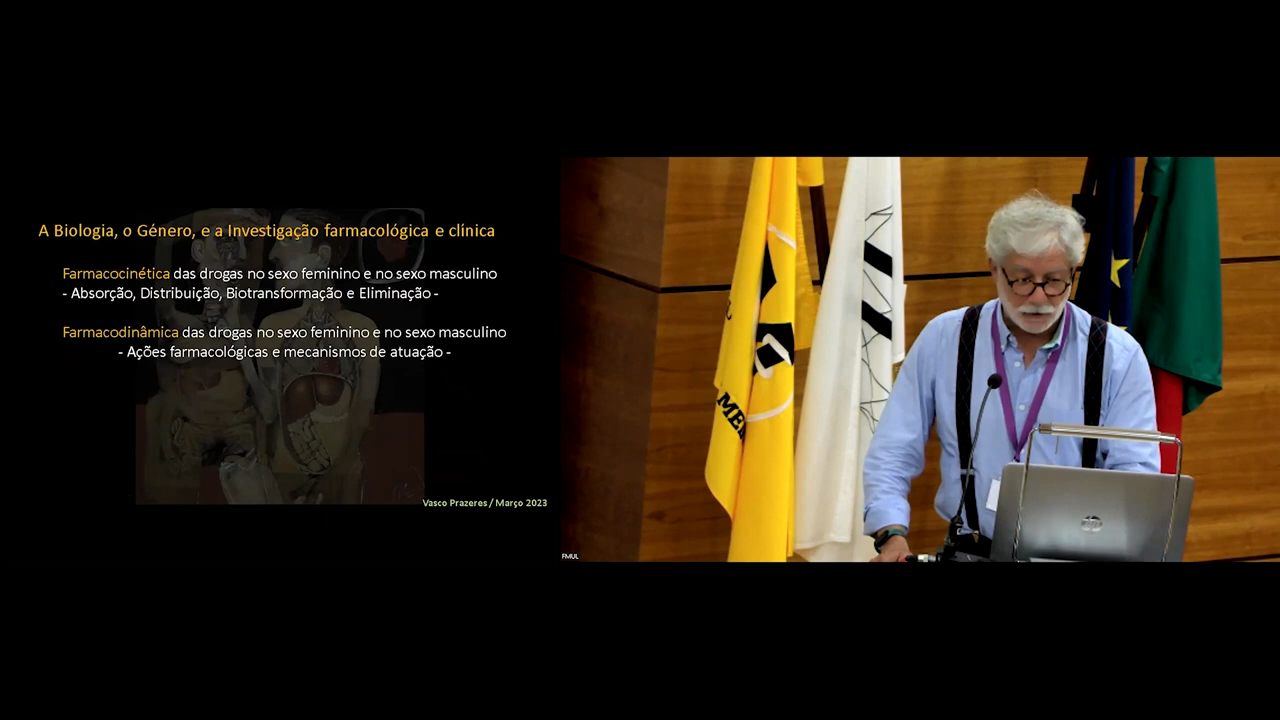 A Biologia, o Género, e a Investigação farmacológica e clínica
Farmacocinética das drogas no sexo feminino e no sexo masculino
- Absorção, Distribuição, Biotransformação e Eliminação -
Farmacodinâmica das drogas no sexo feminino e no sexo masculino
- Ações farmacológicas e mecanismos de atuação -
Vasco Prazeres / Março 2023
FMUL
hp